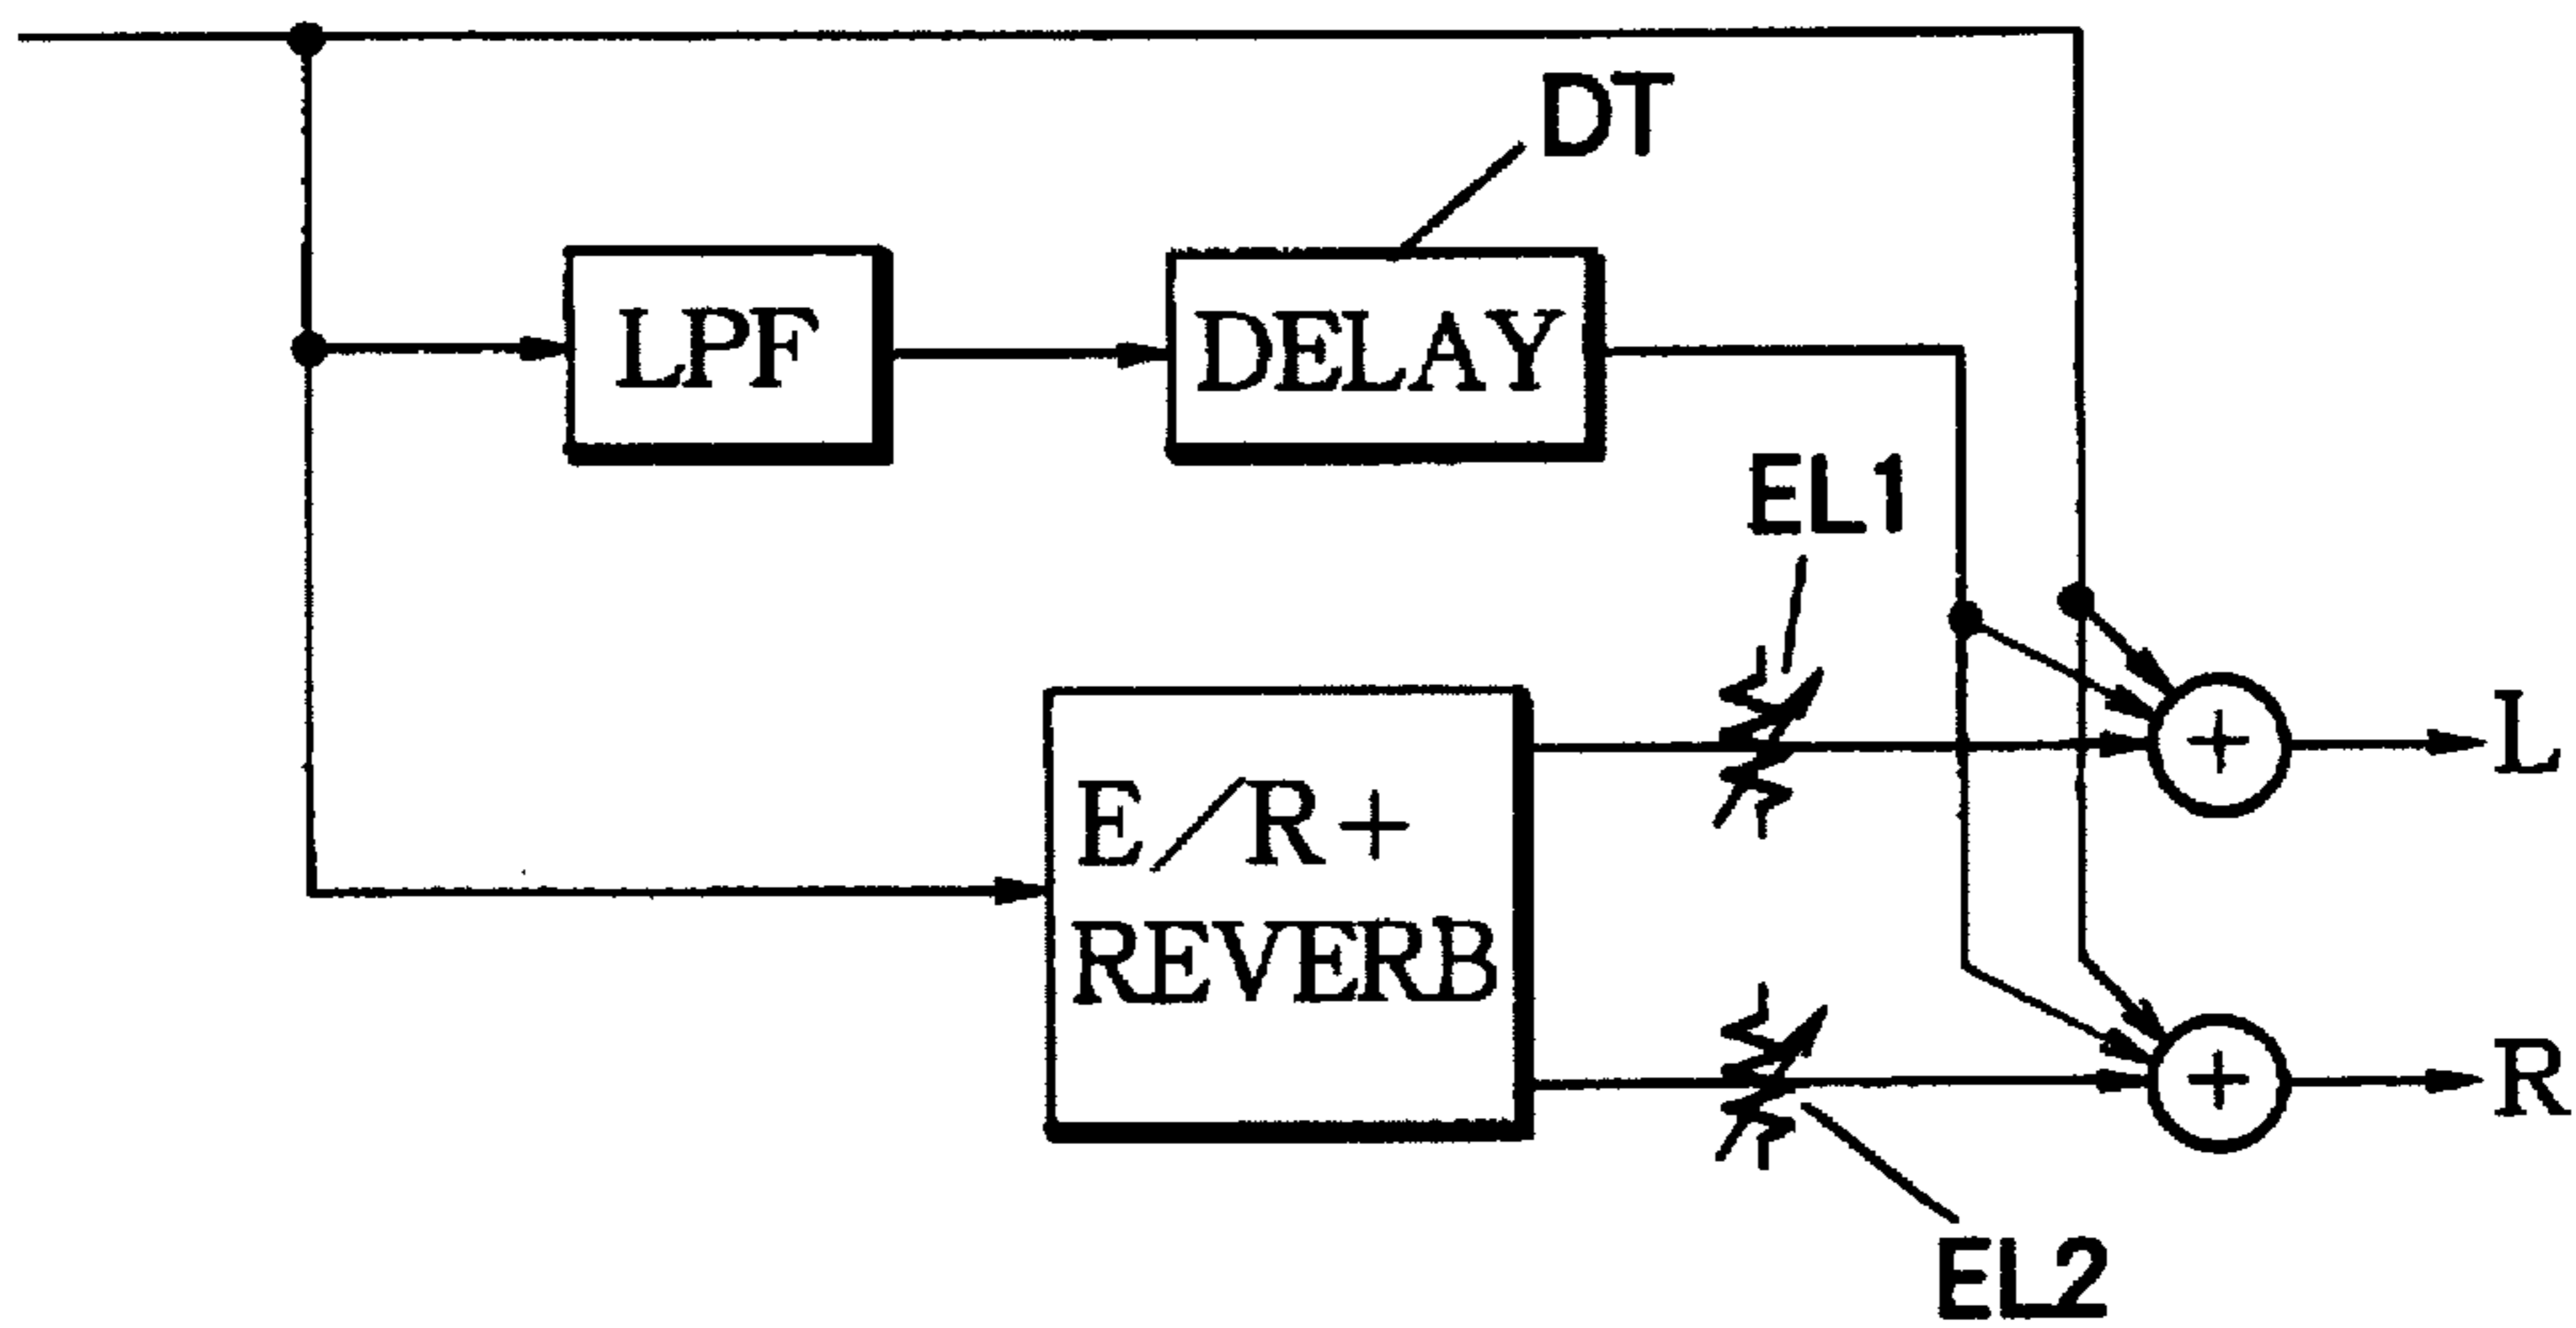 DT
LPF
DELAY
EL1
E/R+
REVERB
+
L
+
R
EL2